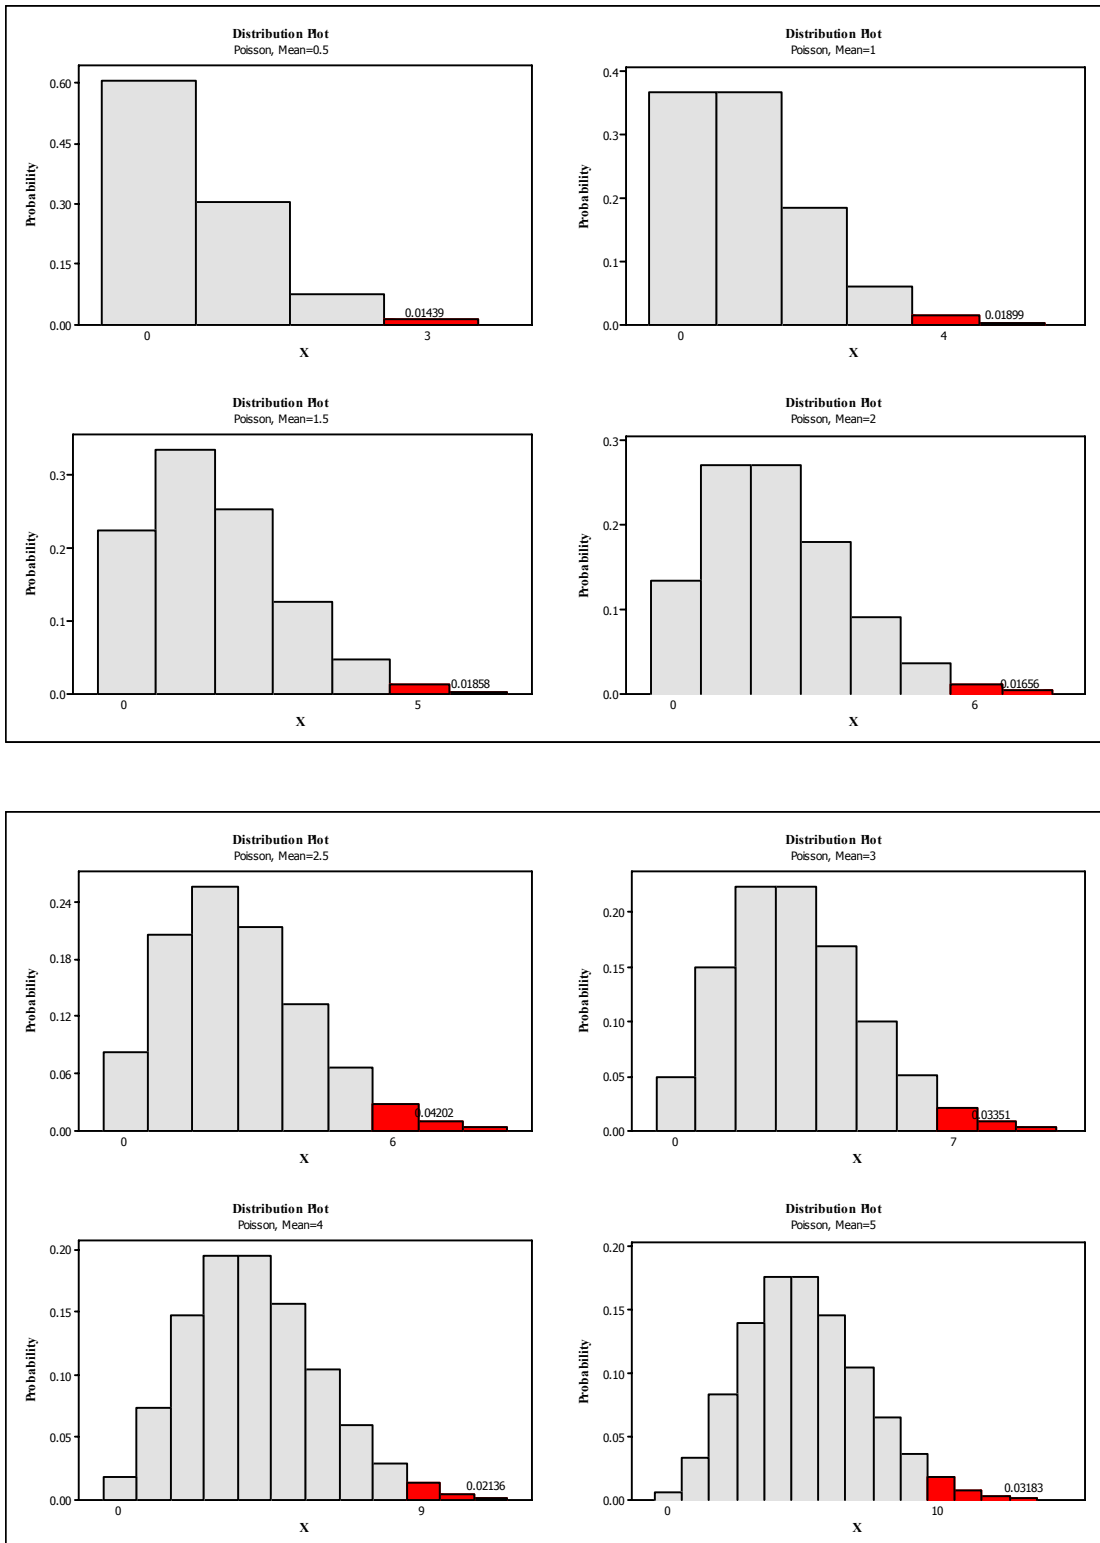 Distribution Plot
Poisson, Mean=0.5
0.60
0.45
0.30
0.15
0.00
Probability
0.01439
0
3
X
Distribution Plot
Poisson, Mean=1
0.4
0.3
0.2
0.1
0.0
Probability
0.01899
0
4
X
Distribution Plot
Poisson, Mean=1.5
0.3
0.2
0.1
0.0
Probability
0.01858
0
5
X
Distribution Plot
Poisson, Mean=2
0.3
0.2
0.1
0.0
Probability
0.01656
0
6
X
Distribution Plot
Poisson, Mean=2.5
0.24
0.18
0.12
0.06
0.00
Probability
0.04202
0
6
X
Distribution Plot
Poisson, Mean=3
0.20
0.15
0.10
0.05
0.00
Probability
0.03351
0
7
X
Distribution Plot
Poisson, Mean=4
0.20
0.15
0.10
0.05
0.00
Probability
0.02136
0
9
X
Distribution Plot
Poisson, Mean=5
0.20
0.15
0.10
0.05
0.00
Probability
0.03183
0
10
X